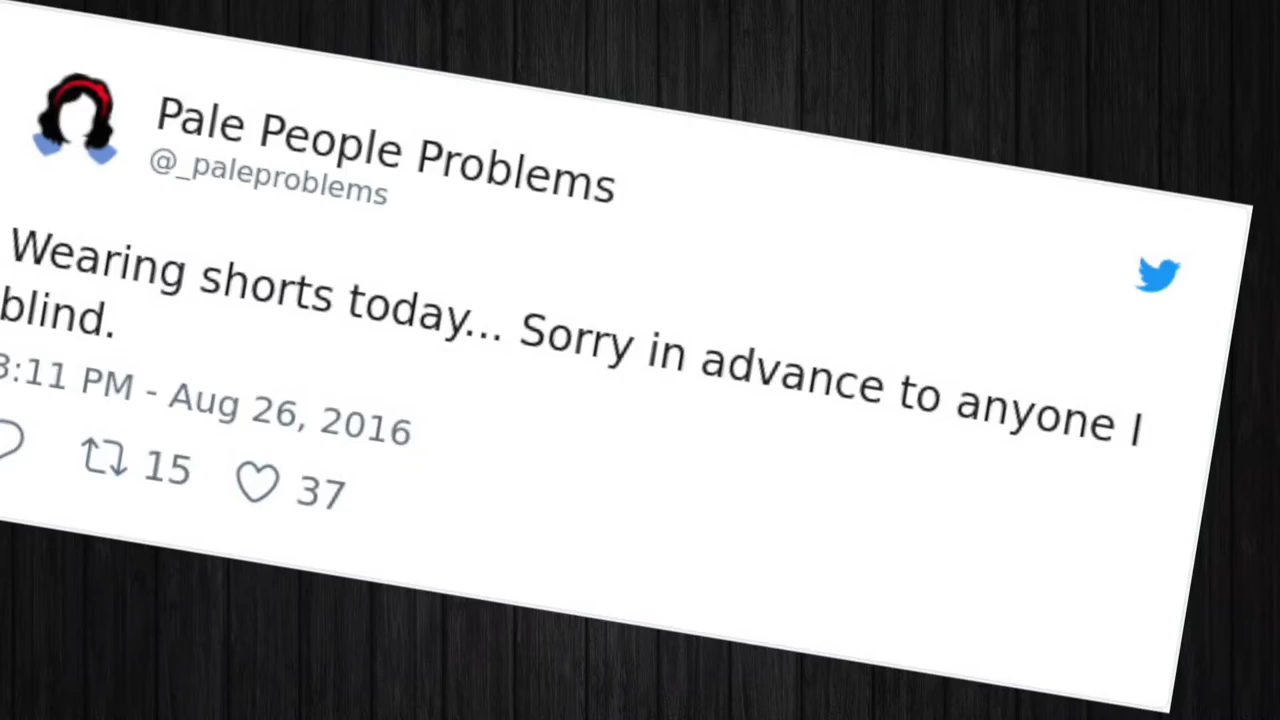 Pale People Problems
@_paleproblems
Wearing shorts today... Sorry in advance to anyone I
blind.
3:11 PM - Aug 26, 2016
15 37